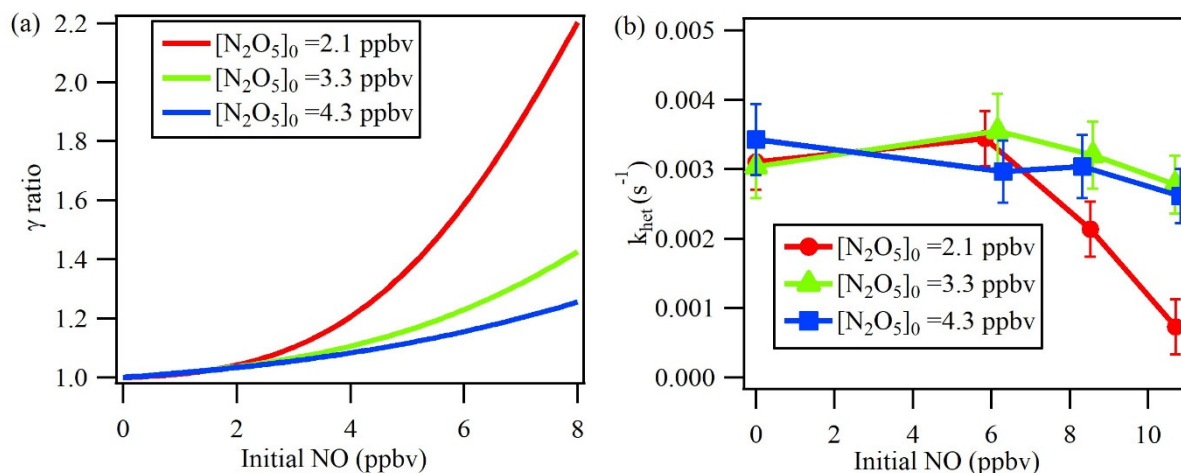 (a)
γ ratio
2.2
2.0
1.8
1.6
1.4
1.2
1.0
[N₂O₅]₀ =2.1 ppbv
[N₂O₅]₀ =3.3 ppbv
[N₂O₅]₀ =4.3 ppbv
0 2 4 6 8
Initial NO (ppbv)
(b)
k_het (s⁻¹)
0.005
0.004
0.003
0.002
0.001
0.000
[N₂O₅]₀ =2.1 ppbv
[N₂O₅]₀ =3.3 ppbv
[N₂O₅]₀ =4.3 ppbv
0 2 4 6 8 10
Initial NO (ppbv)